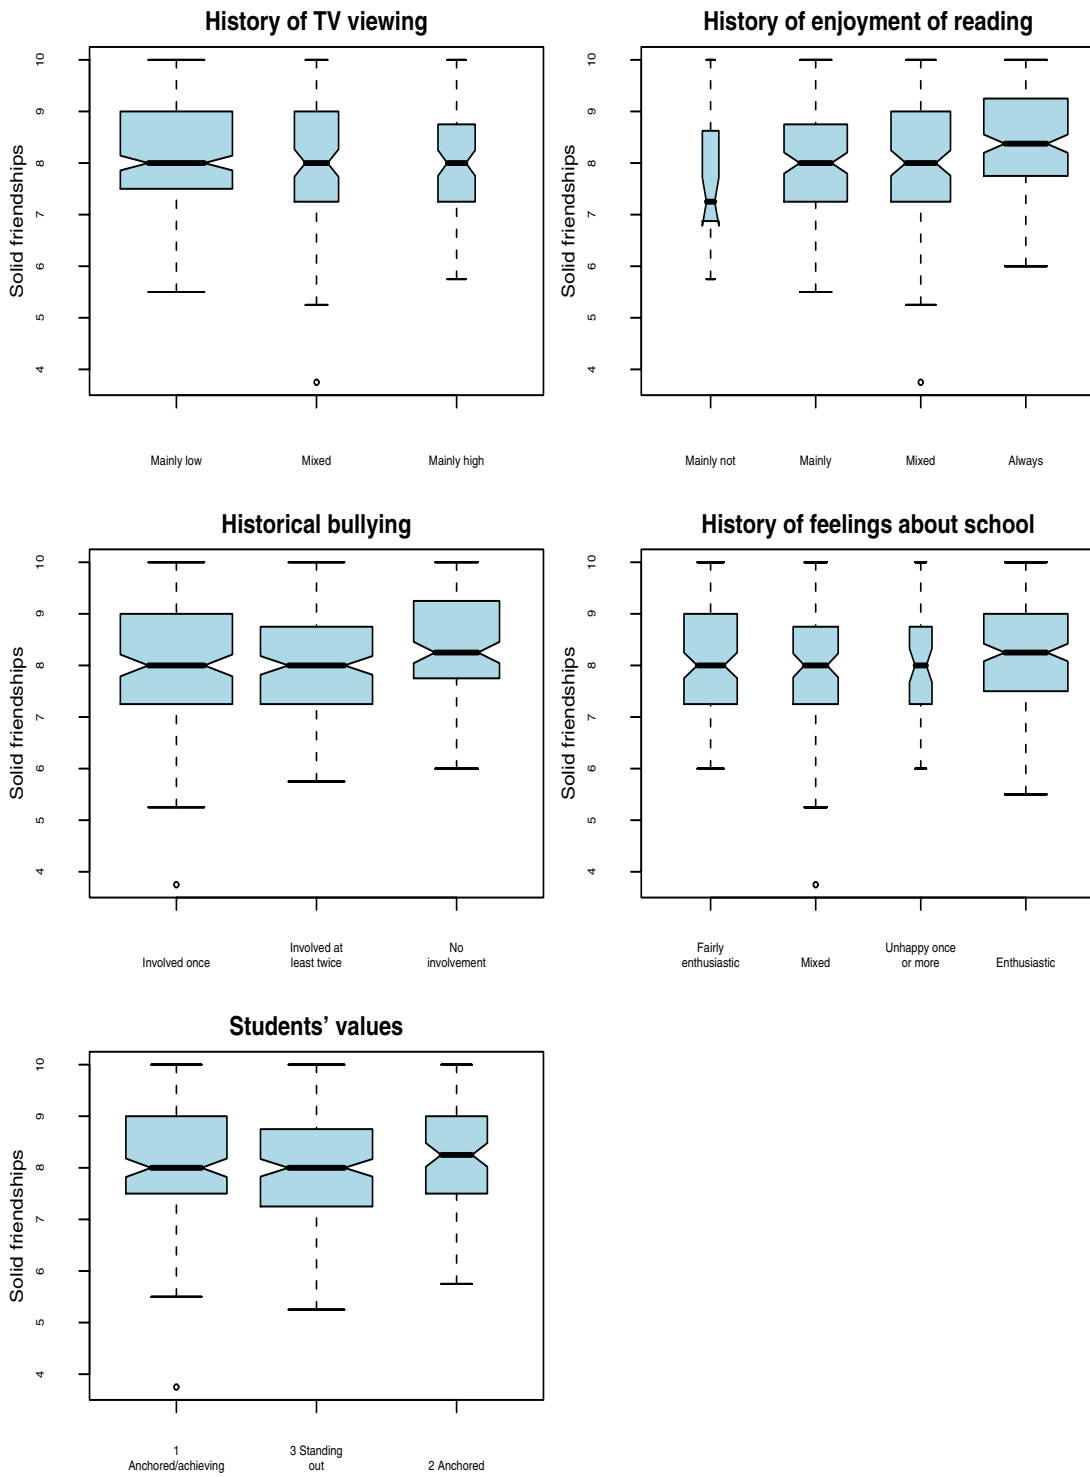 History of TV viewing
Solid friendships
10
9
8
7
6
5
4
Mainly low
Mixed
Mainly high
History of enjoyment of reading
Solid friendships
10
9
8
7
6
5
4
Mainly not
Mainly
Mixed
Always
Historical bullying
Solid friendships
10
9
8
7
6
5
4
Involved once
Involved at
least twice
No
involvement
History of feelings about school
Solid friendships
10
9
8
7
6
5
4
Fairly
enthusiastic
Mixed
Unhappy once
or more
Enthusiastic
Students’ values
Solid friendships
10
9
8
7
6
5
4
1
Anchored/achieving
3 Standing
out
2 Anchored